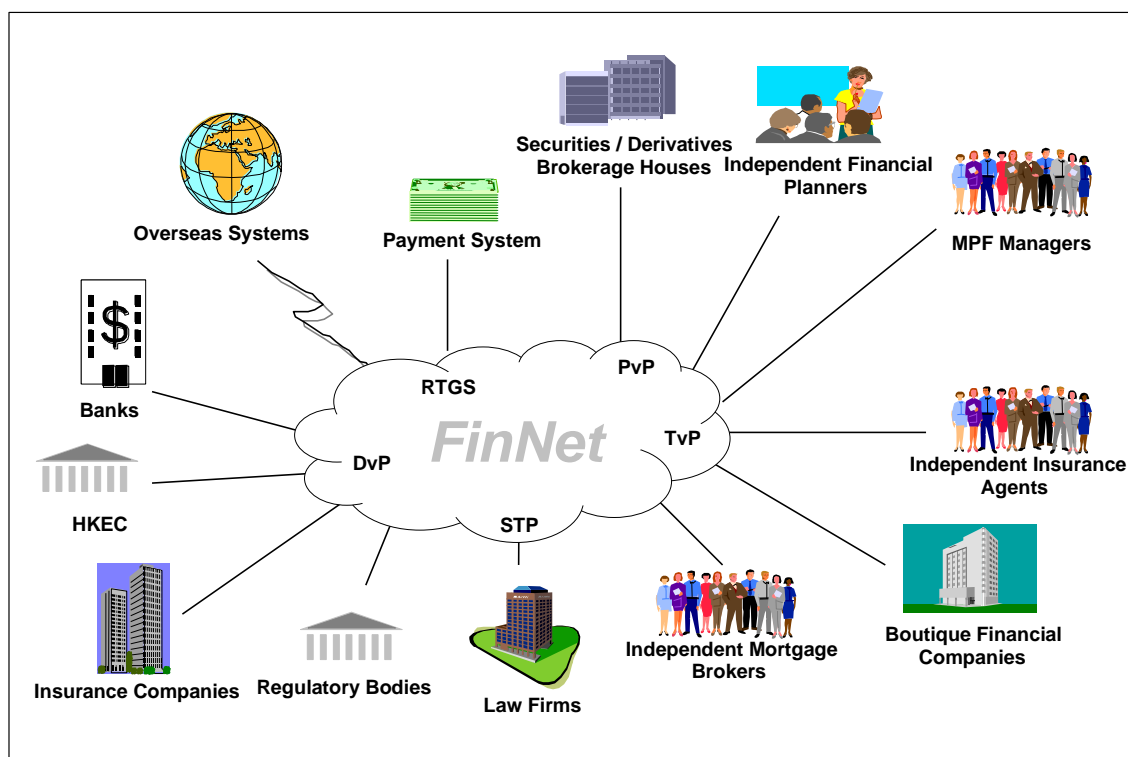 Securities / Derivatives
Brokerage Houses
Independent Financial
Planners
MPF Managers
Overseas Systems
Payment System
$
Banks
RTGS
PvP
FinNet
TvP
DvP
STP
HKEC
Independent Insurance
Agents
Insurance Companies
Regulatory Bodies
Law Firms
Independent Mortgage
Brokers
Boutique Financial
Companies